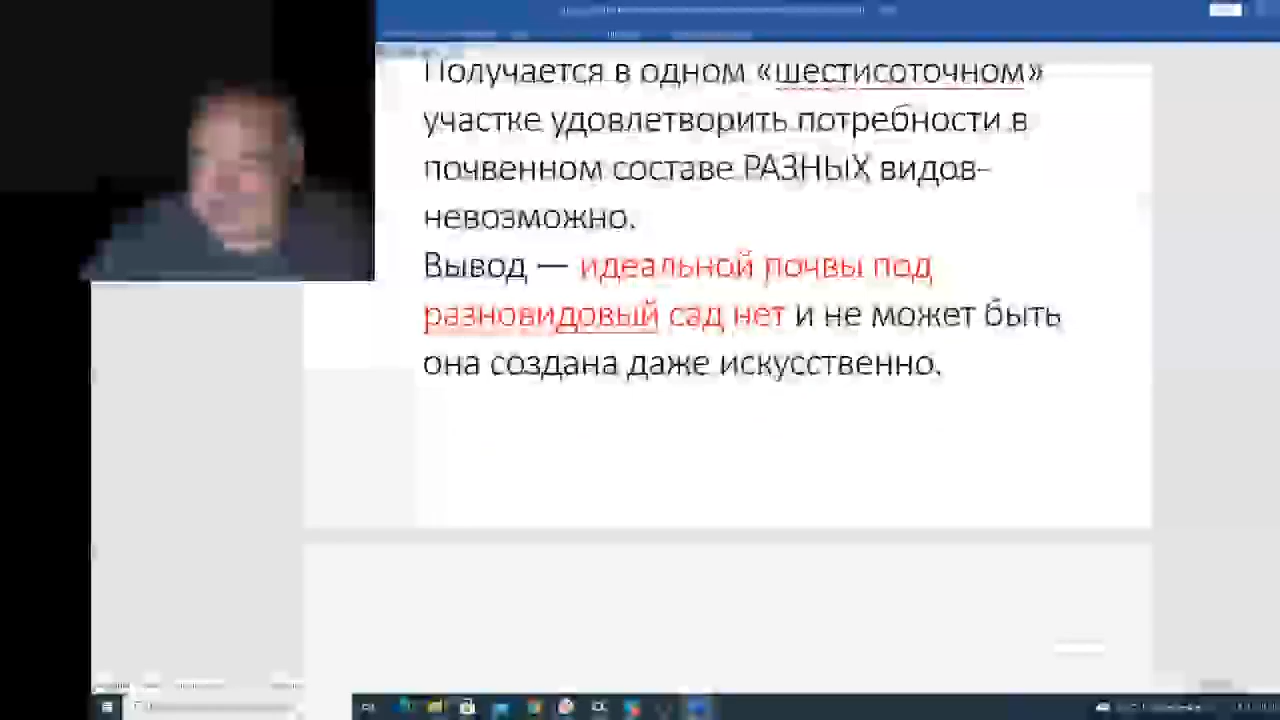 Получается в одном «шестисоточном»
участке удовлетворить потребности в
почвенном составе РАЗНЫХ видов-
невозможно.
Вывод — идеальной почвы под
разновидовый сад нет и не может быть
она создана даже искусственно.